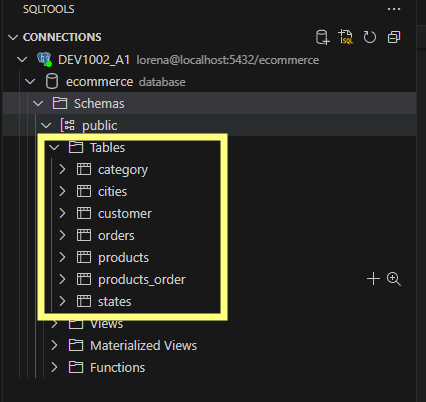 SQLTOOLS
CONNECTIONS
DEV1002_A1 lorena@localhost:5432/ecommerce
ecommerce database
Schemas
public
Tables
category
cities
customer
orders
products
products_order
states
Views
Materialized Views
Functions